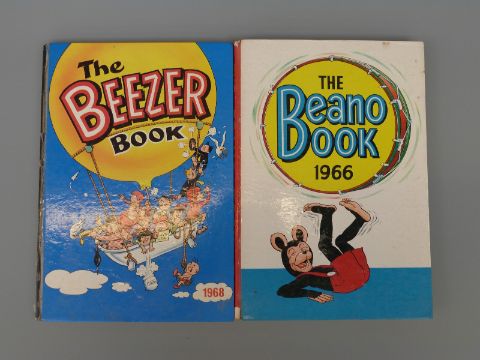 The
BEEZER
BOOK
1968
THE
Beano
BOOK
1966